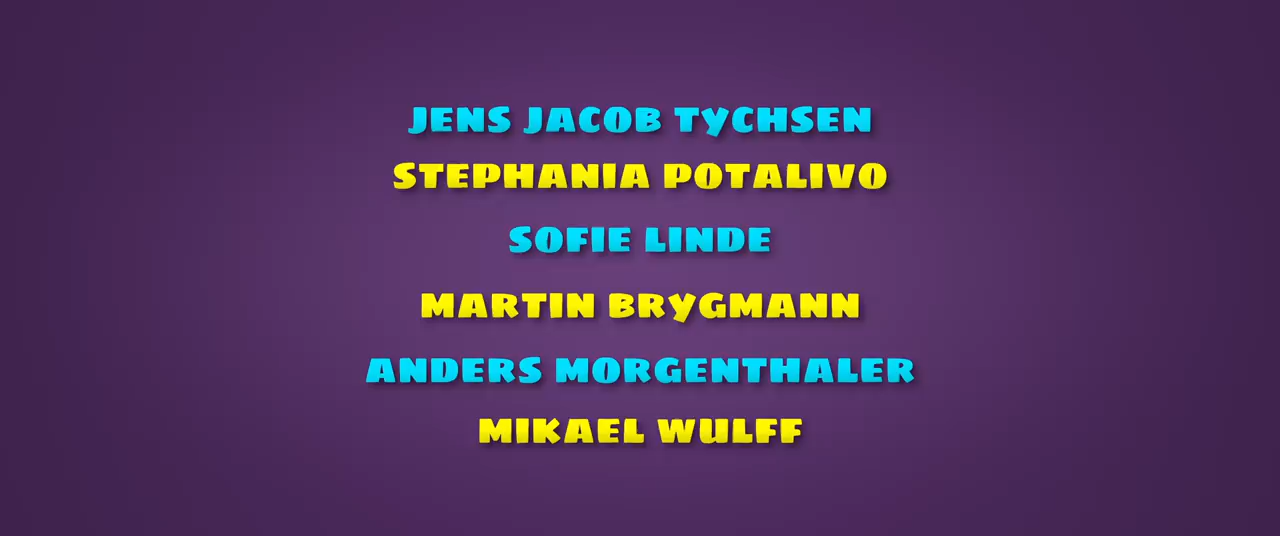 JENS JACOB TYCHSEN
STEPHANIA POTALIVO
SOFIE LINDE
MARTIN BRYGMANN
ANDERS MORGENTHALER
MIKAEL WULFF